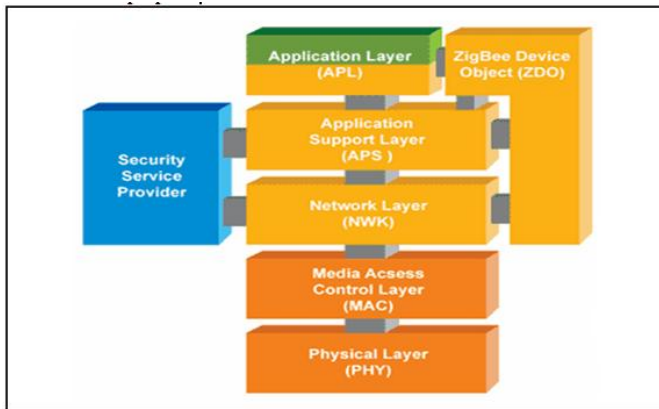 Application Layer
(APL)
ZigBee Device
Object (ZDO)
Application
Support Layer
(APS )
Security
Service
Provider
Network Layer
(NWK)
Media Acsess
Control Layer
(MAC)
Physical Layer
(PHY)